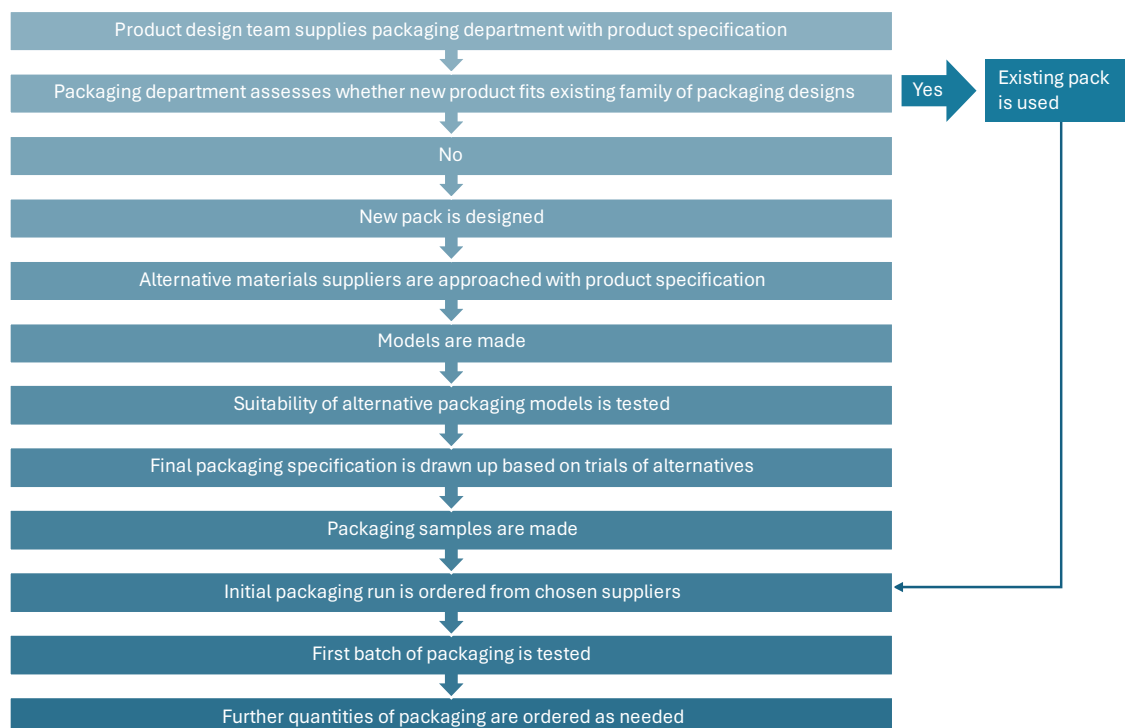 Product design team supplies packaging department with product specification
Packaging department assesses whether new product fits existing family of packaging designs
Yes
Existing pack
is used
No
New pack is designed
Alternative materials suppliers are approached with product specification
Models are made
Suitability of alternative packaging models is tested
Final packaging specification is drawn up based on trials of alternatives
Packaging samples are made
Initial packaging run is ordered from chosen suppliers
First batch of packaging is tested
Further quantities of packaging are ordered as needed